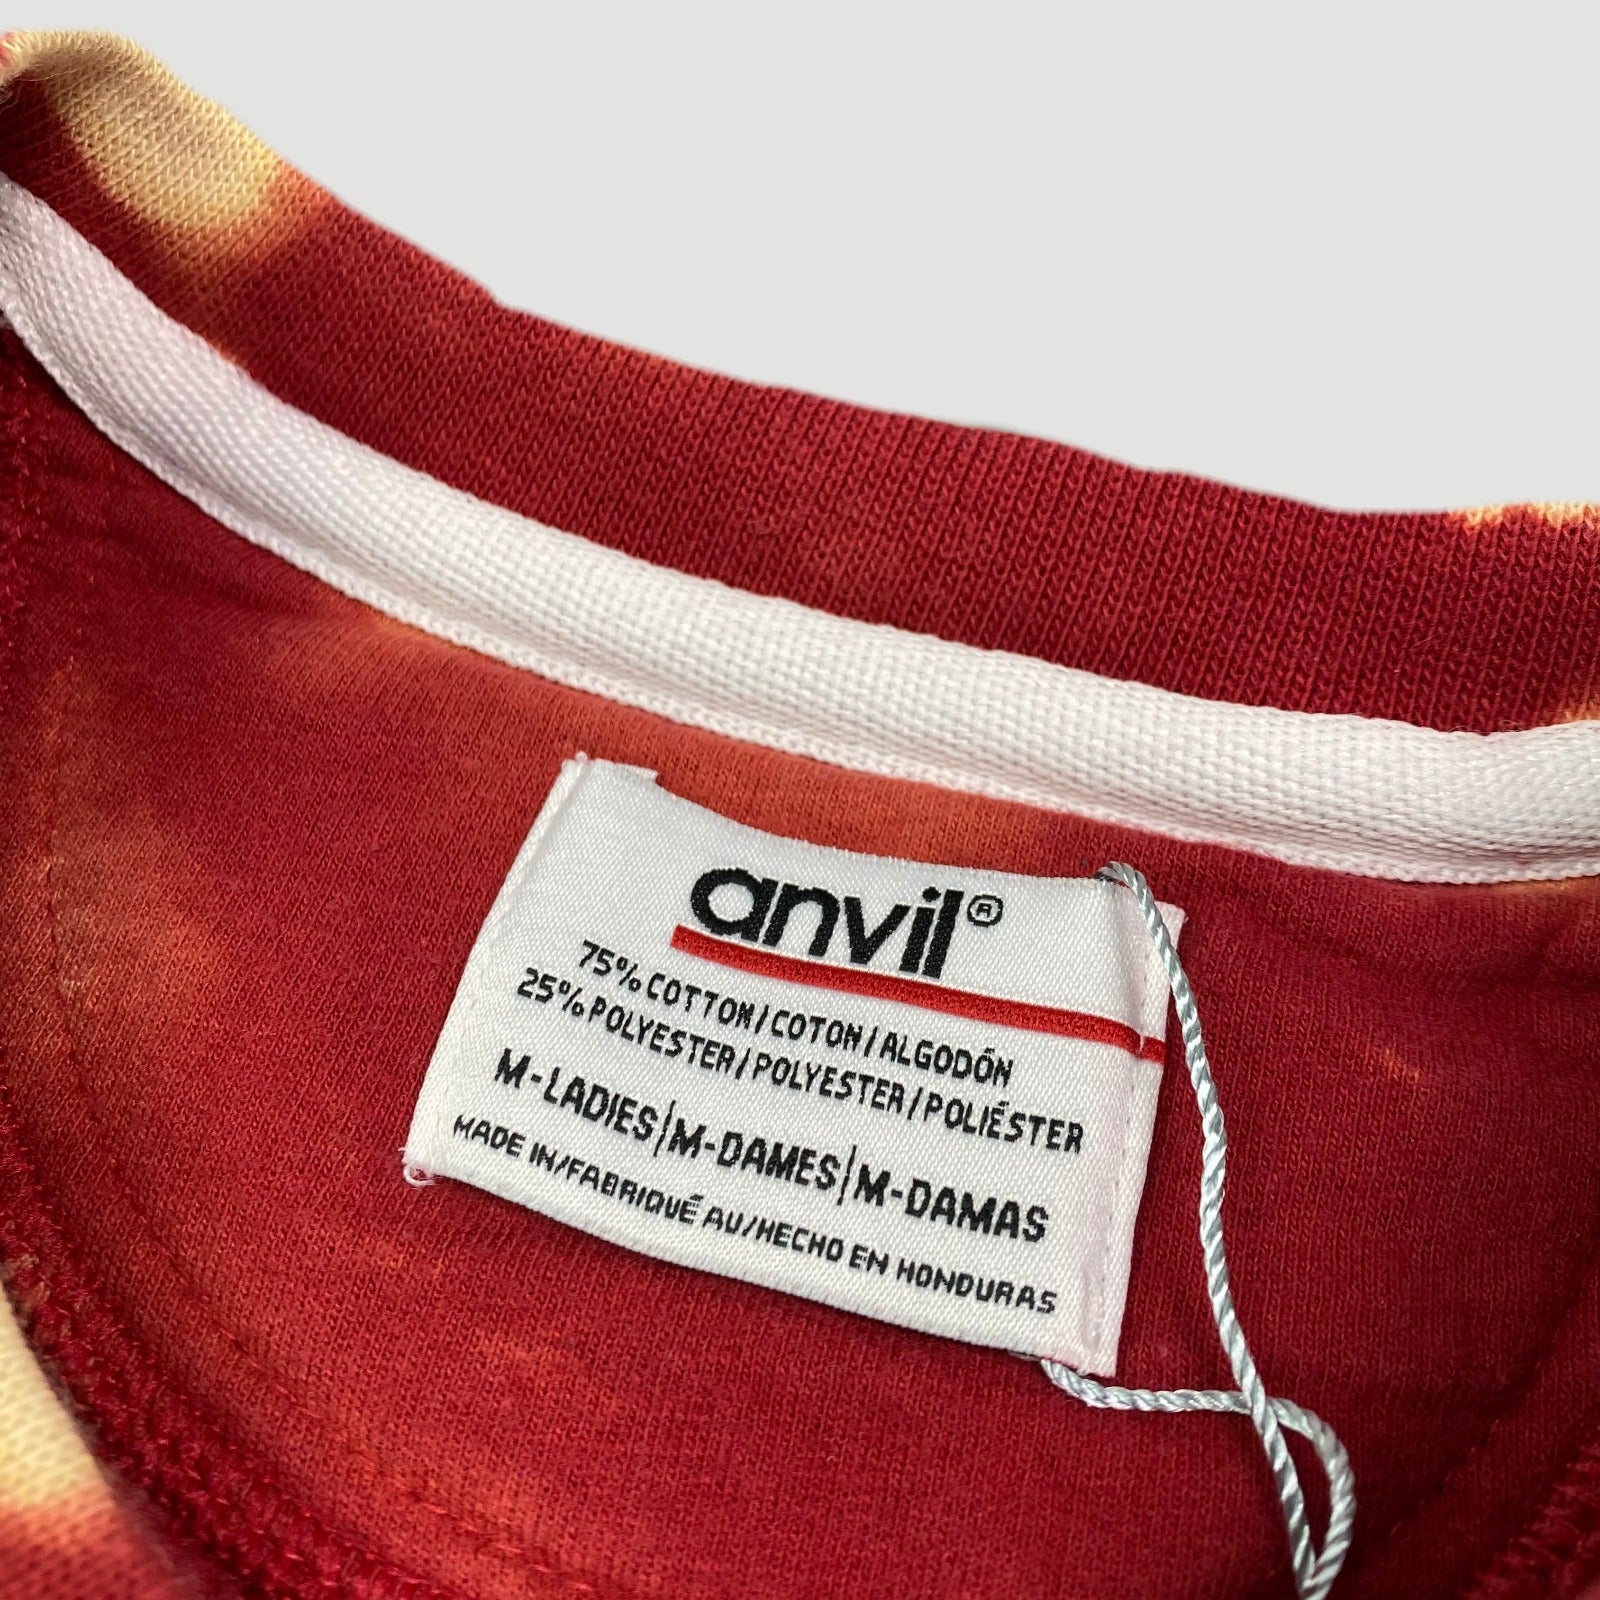 anvil®
75% COTTON/COTON/ALGODÓN
25% POLYESTER/POLYESTER/POLIÉSTER
M-LADIES|M-DAMES|M-DAMAS
MADE IN/FABRIQUÉ AU/HECHO EN HONDURAS